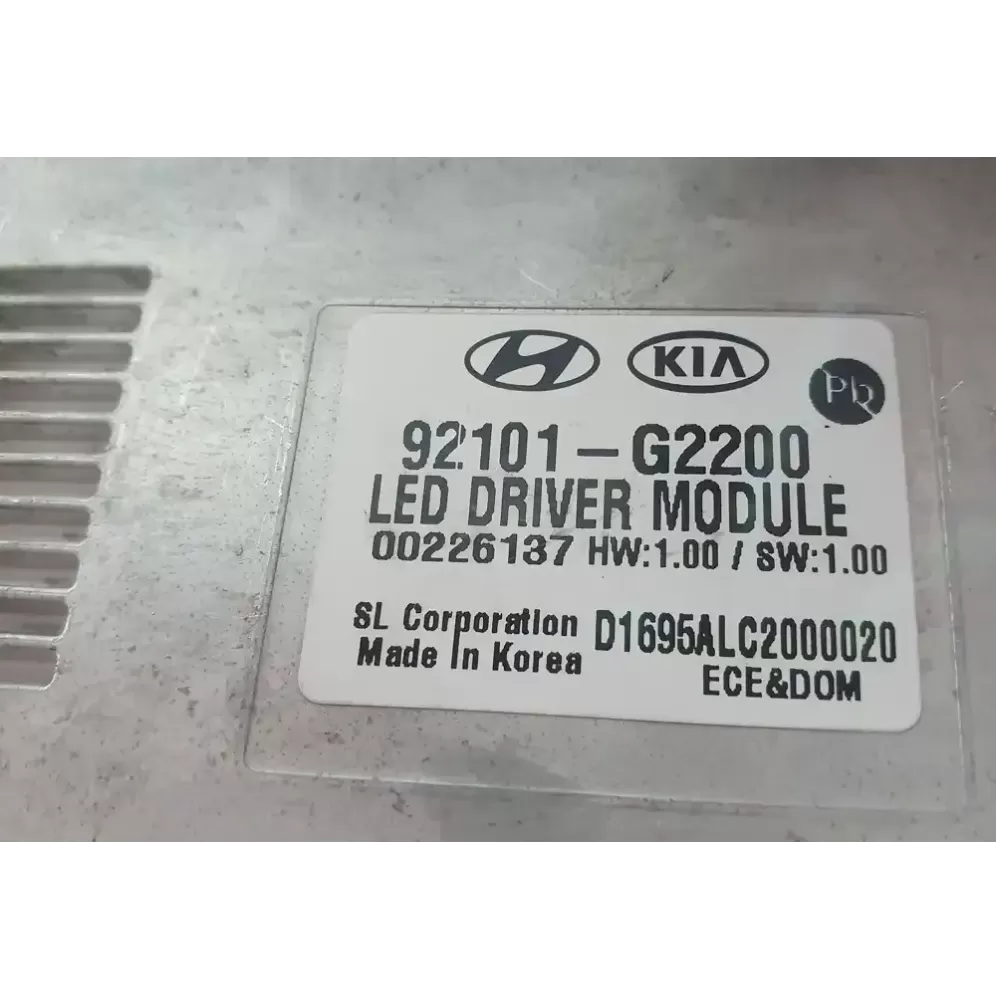 KIA
Pb
92101-G2200
LED DRIVER MODULE
00226137 HW:1.00 / SW:1.00
SL Corporation D1695ALC2000020
Made In Korea ECE&DOM